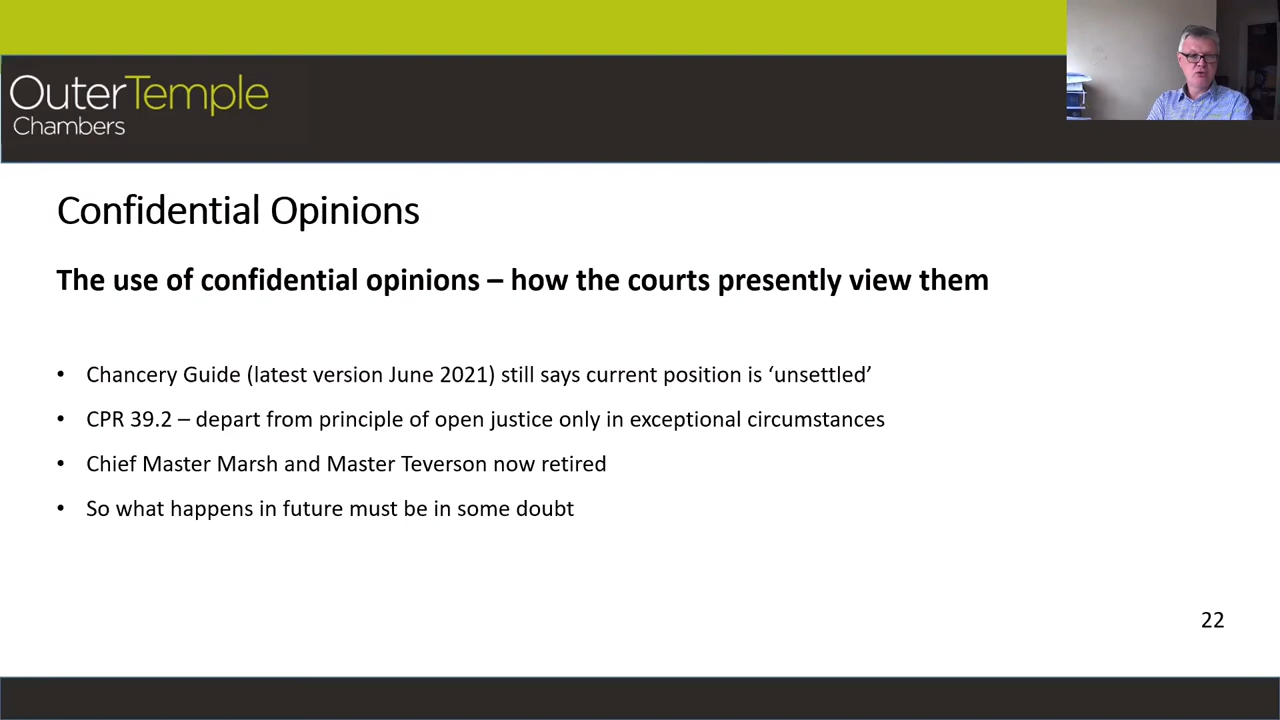 OuterTemple
Chambers
Confidential Opinions
The use of confidential opinions – how the courts presently view them
• Chancery Guide (latest version June 2021) still says current position is ‘unsettled’
• CPR 39.2 – depart from principle of open justice only in exceptional circumstances
• Chief Master Marsh and Master Teverson now retired
• So what happens in future must be in some doubt
22